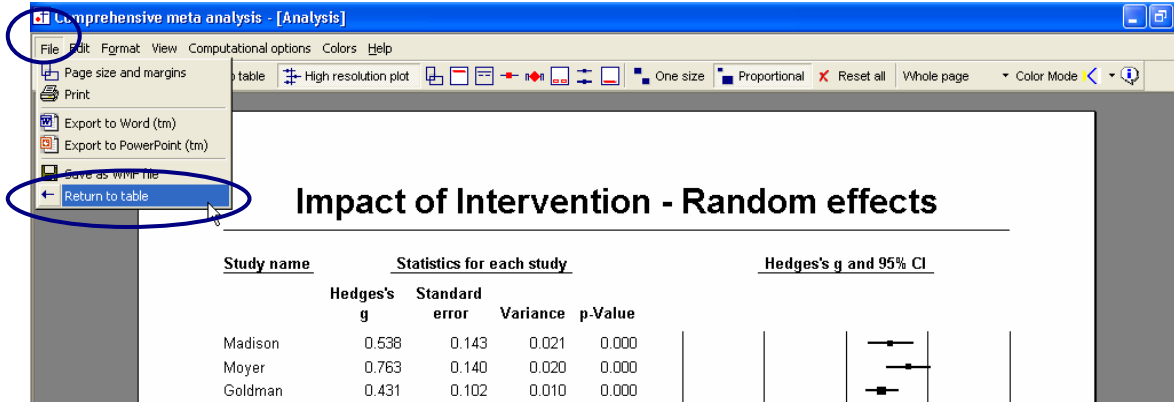 Comprehensive meta analysis - [Analysis]
File Edit Format View Computational options Colors Help
Page size and margins
table High resolution plot One size Proportional Reset all Whole page Color Mode
Print
Export to Word (tm)
Export to PowerPoint (tm)
Save as WMF file
Return to table
Impact of Intervention - Random effects
Study name Statistics for each study Hedges's g and 95% CI
Hedges's Standard
g error Variance p-Value
Madison 0.538 0.143 0.021 0.000
Moyer 0.763 0.140 0.020 0.000
Goldman 0.431 0.102 0.010 0.000